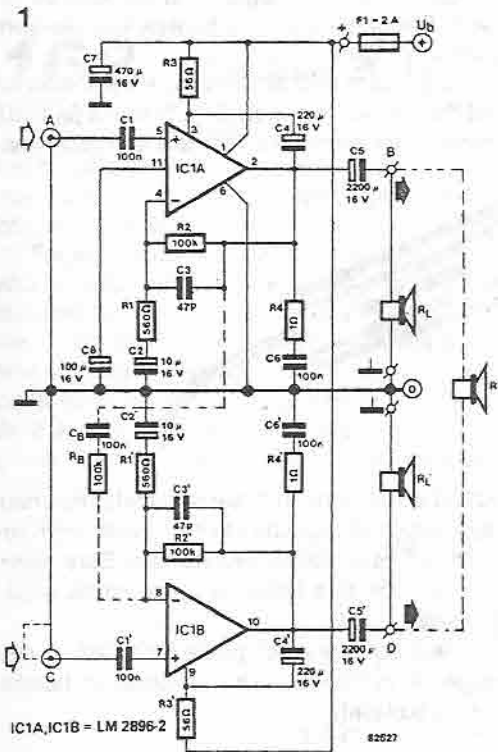 1
F1 - 2 A
Ub
+
C7
470 µ
16 V
R3
56Ω
220 µ
16 V
C4
A
C1
100n
5
+
3
1
11
IC1A
2
4
-
6
C5
2200 µ
16 V
B
R2
100k
C3
47p
R1
560Ω
R4
1Ω
RL
C8
100 µ
16 V
C2
10 µ
16 V
C6
100n
0
R
CB
100n
C2'
10 µ
16 V
C6'
100n
RB
100k
R1'
560Ω
R4'
1Ω
RL'
C3'
47p
R2'
100k
8
-
IC1B
10
C5'
2200 µ
16 V
D
C
C1'
100n
7
+
9
C4'
220 µ
16 V
R3'
56Ω
IC1A, IC1B = LM 2896-2
82527